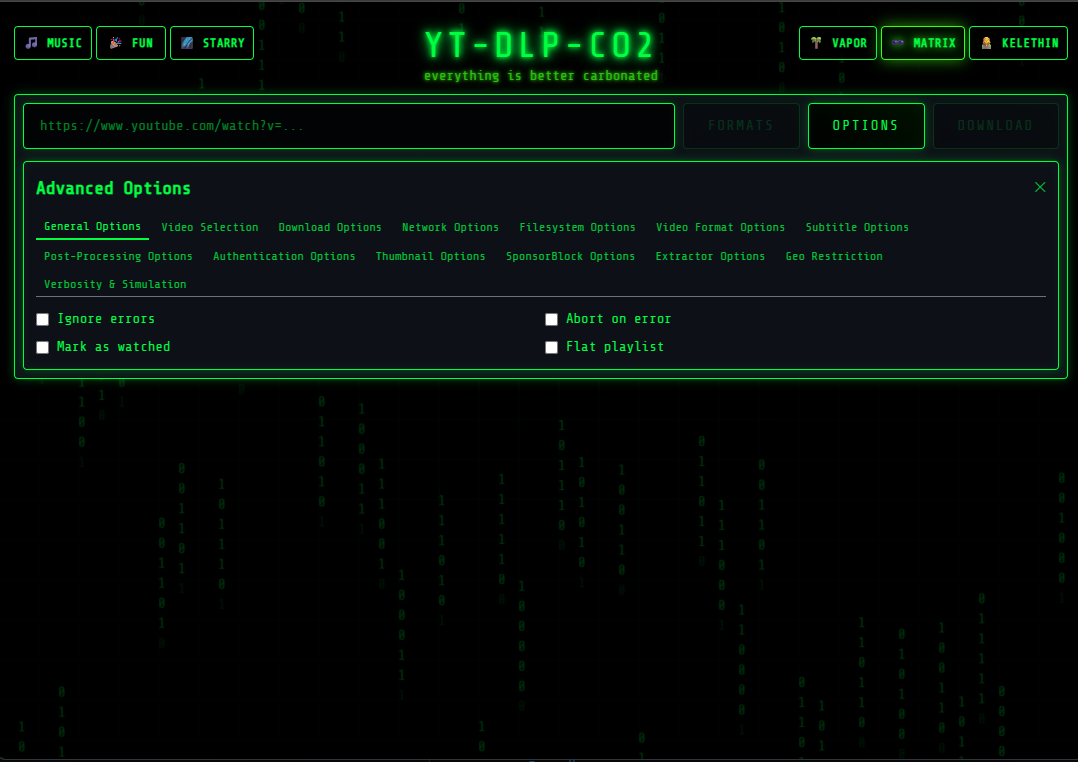 MUSIC FUN STARRY YT-DLP-CO2 VAPOR MATRIX KELETHIN
everything is better carbonated
https://www.youtube.com/watch?v=... FORMATS OPTIONS DOWNLOAD
Advanced Options
General Options Video Selection Download Options Network Options Filesystem Options Video Format Options Subtitle Options
Post-Processing Options Authentication Options Thumbnail Options SponsorBlock Options Extractor Options Geo Restriction
Verbosity & Simulation
Ignore errors Abort on error
Mark as watched Flat playlist